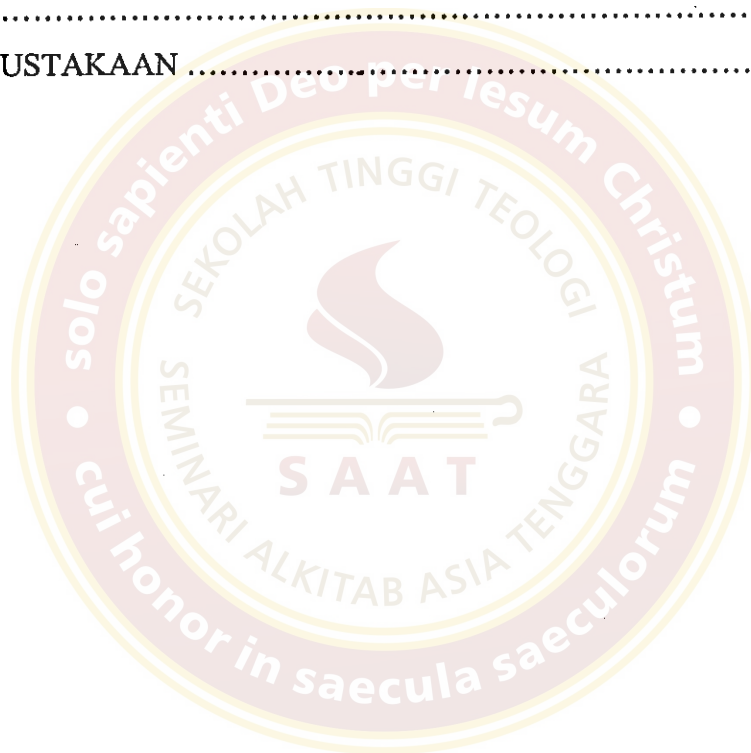 ........................................................................
USTAKAAN ........................................................
solo sapienti Deo per Iesum Christum
SEKOLAH TINGGI TEOLOGI
SEMINARI ALKITAB ASIA TENGGARA
SAAT
cui honor in saecula saeculorum